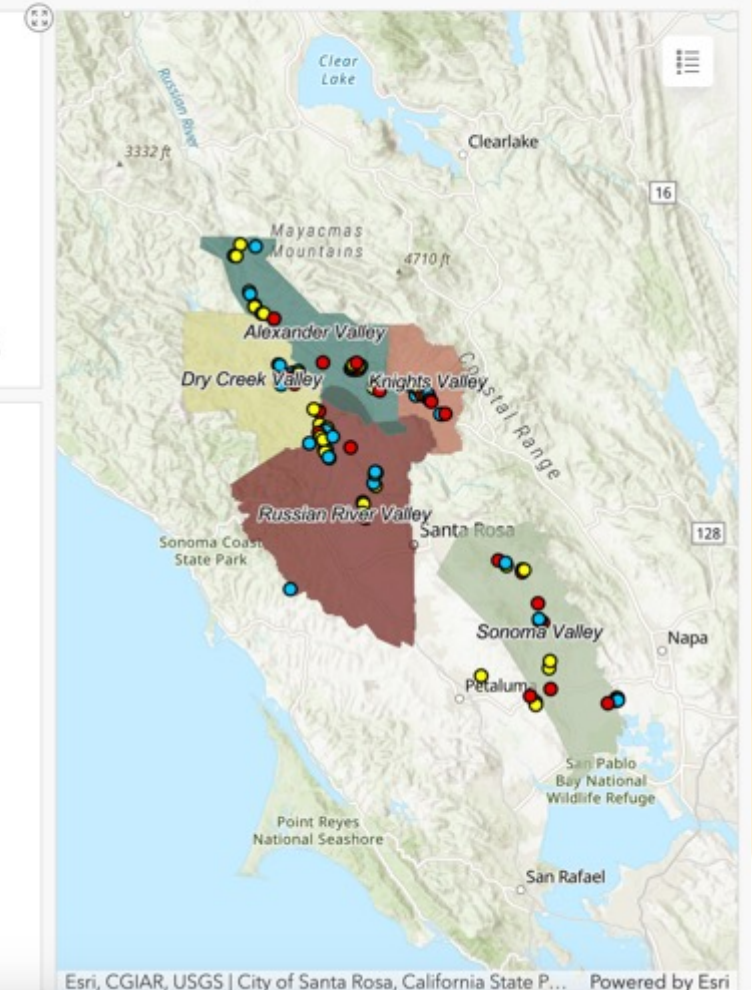 Clear
Lake
Russian River
Clearlake
3332 ft
16
Mayacmas
Mountains
4710 ft
Alexander Valley
Dry Creek Valley
Knights Valley
Coastal Range
Russian River Valley
Santa Rosa
128
Sonoma Coast
State Park
Sonoma Valley
Napa
Petaluma
San Pablo
Bay National
Wildlife Refuge
Point Reyes
National Seashore
San Rafael
Esri, CGIAR, USGS | City of Santa Rosa, California State P... Powered by Esri